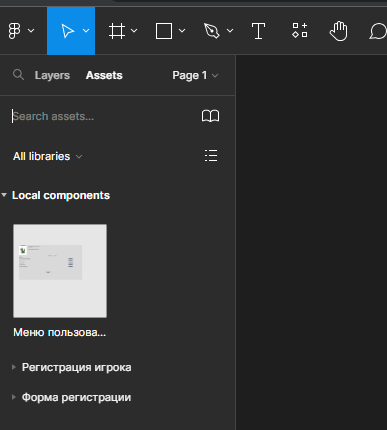 Layers Assets Page 1
Search assets...
All libraries
Local components
Меню пользова...
Регистрация игрока
Форма регистрации